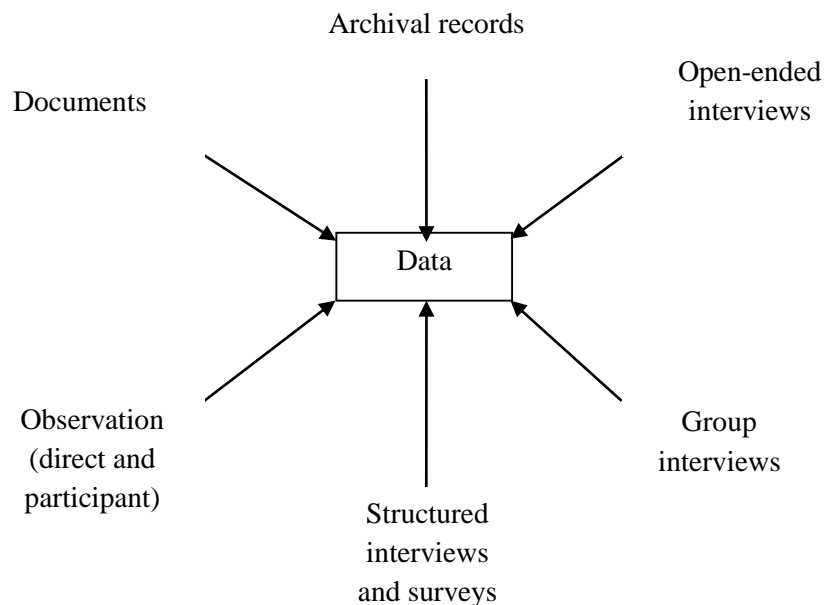 Archival records
Open-ended
interviews
Documents
Data
Observation
(direct and
participant)
Group
interviews
Structured
interviews
and surveys